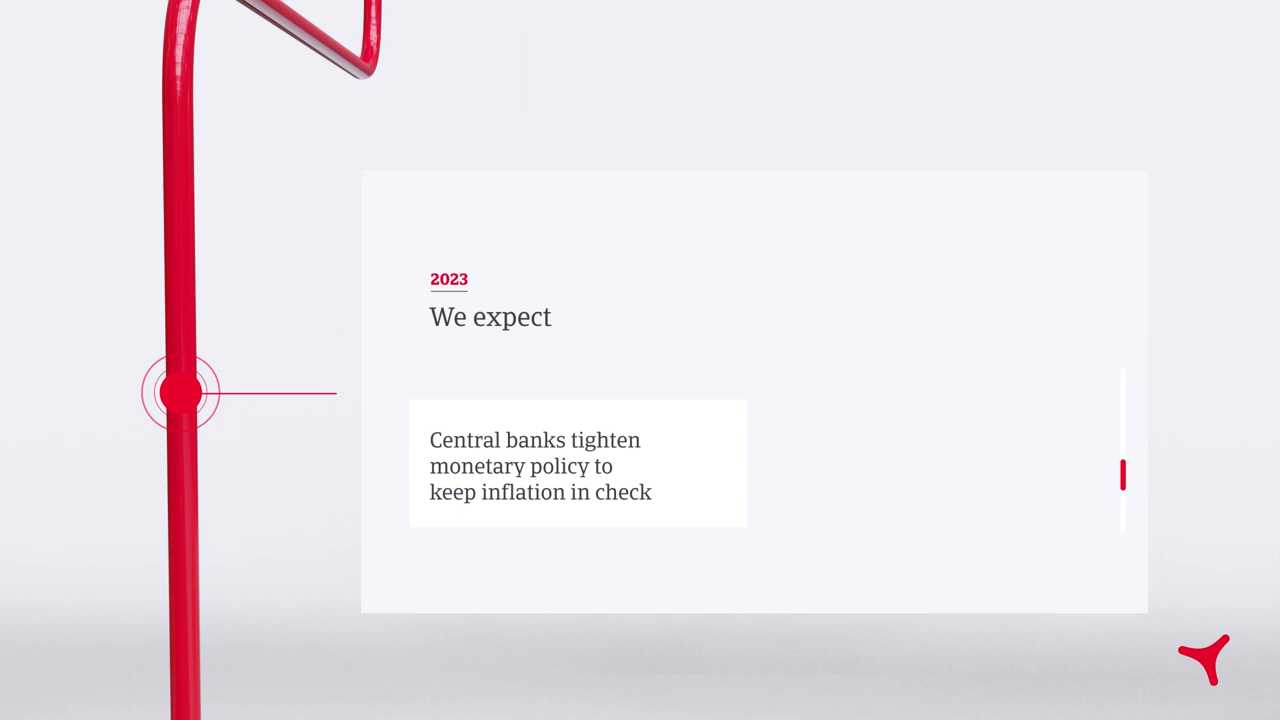 2023
We expect
Central banks tighten
monetary policy to
keep inflation in check